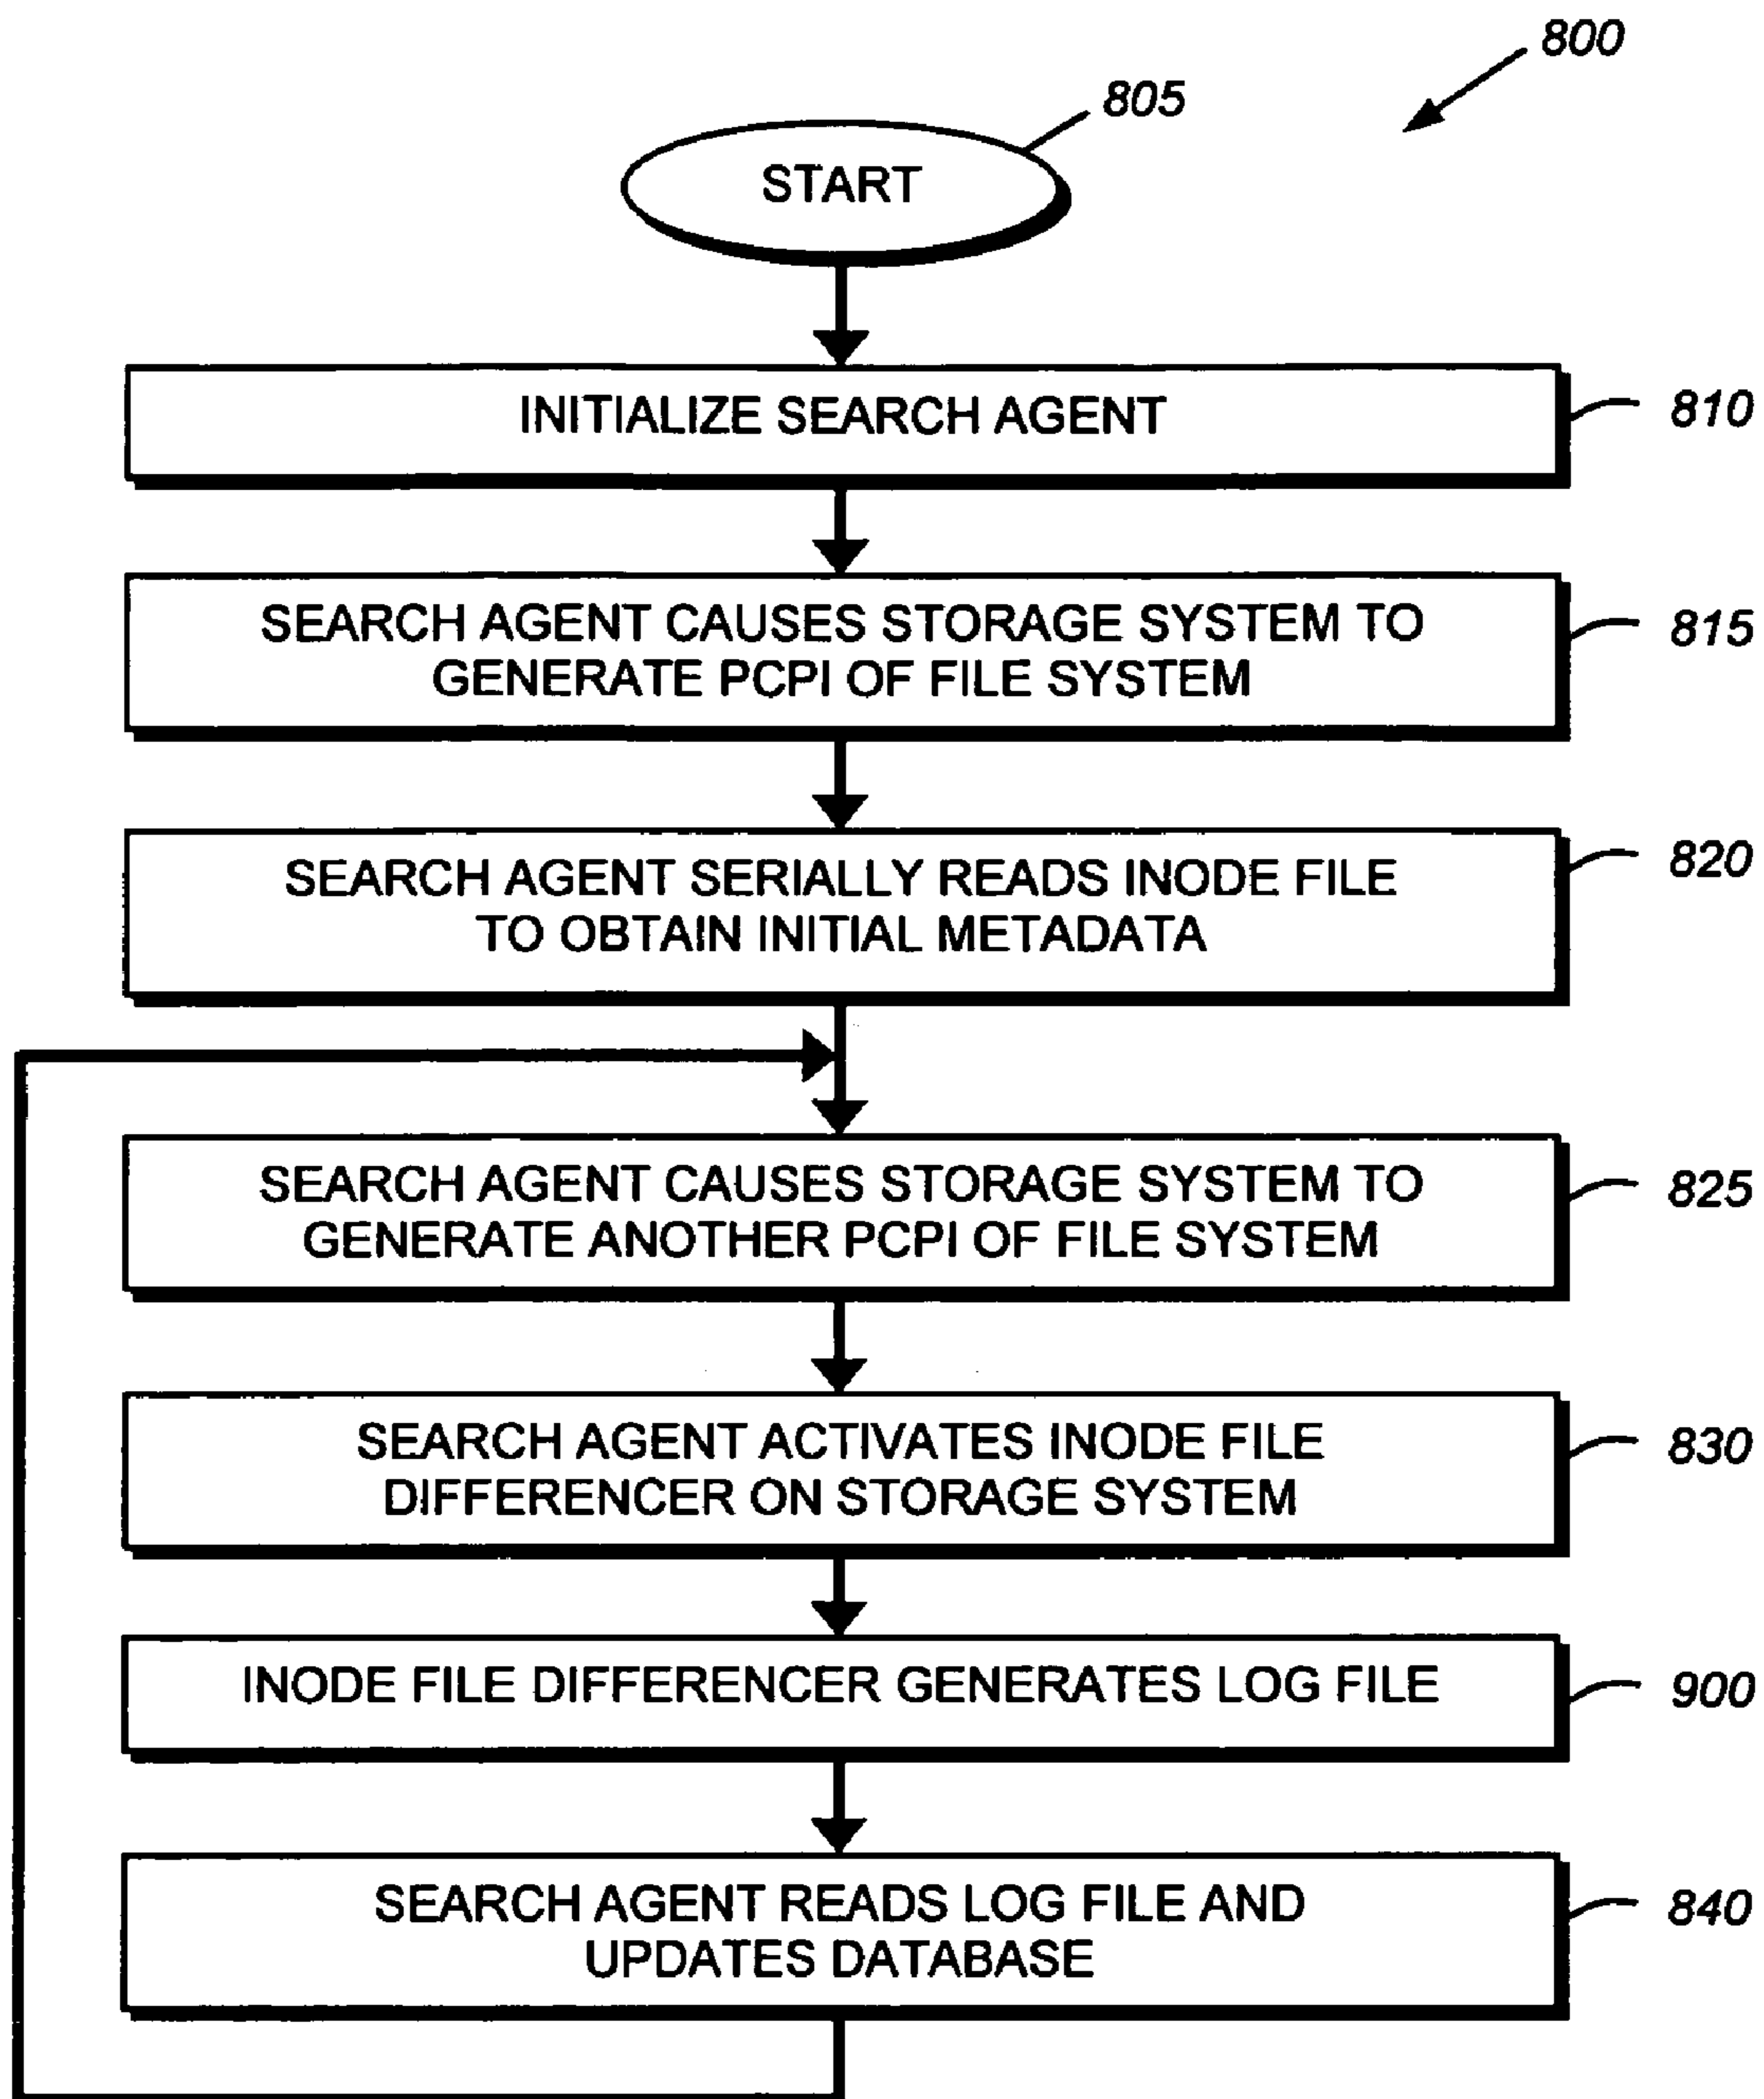 800
805
START
INITIALIZE SEARCH AGENT
810
SEARCH AGENT CAUSES STORAGE SYSTEM TO
GENERATE PCPI OF FILE SYSTEM
815
SEARCH AGENT SERIALLY READS INODE FILE
TO OBTAIN INITIAL METADATA
820
SEARCH AGENT CAUSES STORAGE SYSTEM TO
GENERATE ANOTHER PCPI OF FILE SYSTEM
825
SEARCH AGENT ACTIVATES INODE FILE
DIFFERENCER ON STORAGE SYSTEM
830
INODE FILE DIFFERENCER GENERATES LOG FILE
900
SEARCH AGENT READS LOG FILE AND
UPDATES DATABASE
840